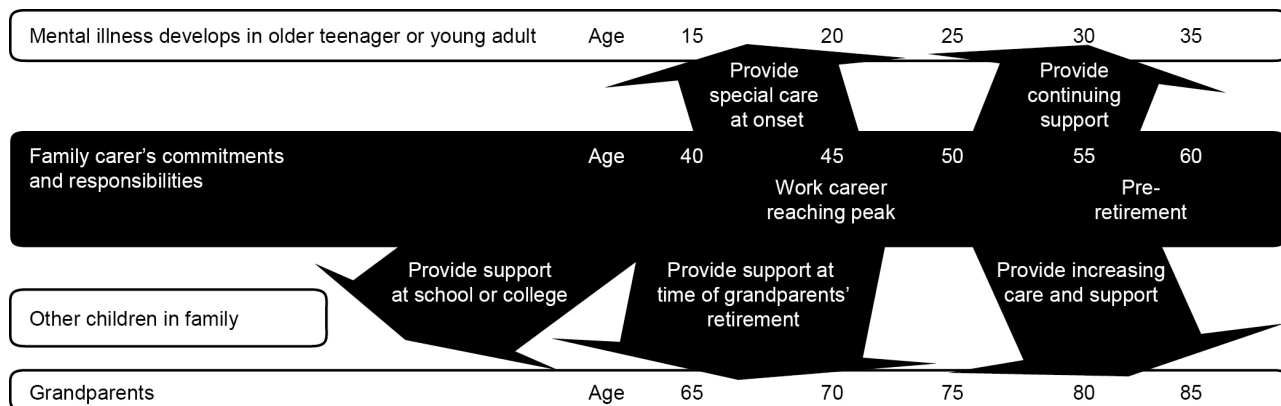 Mental illness develops in older teenager or young adult Age 15 20 25 30 35
Provide
special care
at onset
Provide
continuing
support
Family carer’s commitments
and responsibilities
Age 40 45 50 55 60
Work career
reaching peak
Pre-
retirement
Provide support
at school or college
Provide support at
time of grandparents’
retirement
Provide increasing
care and support
Other children in family
Grandparents Age 65 70 75 80 85